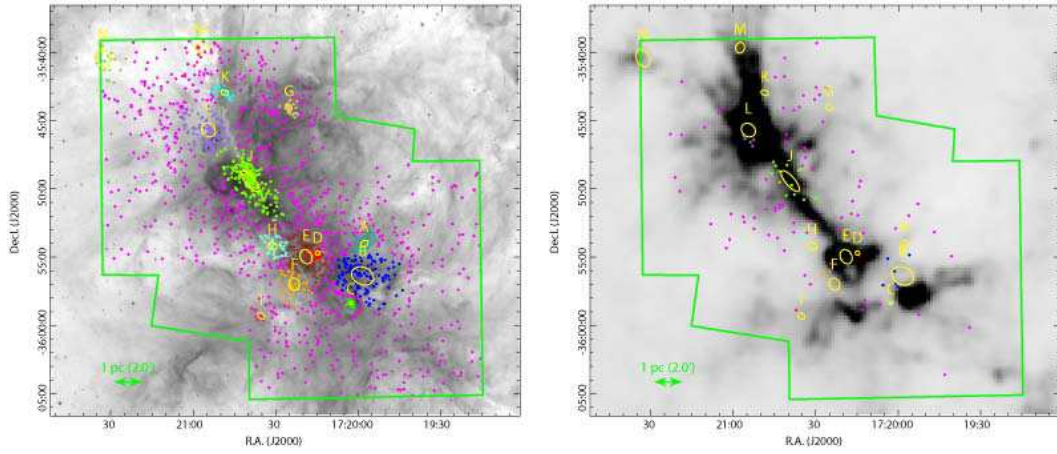 K
G
H
E D
F
C
1 pc (2.0')
-35:40:00
45:00
50:00
55:00
-36:00:00
05:00
Decl. (J2000)
30 21:00 30 17:20:00 19:30
R.A. (J2000)
M
K
L
J
H
E D
F
1 pc (2.0')
-35:40:00
45:00
50:00
55:00
-36:00:00
05:00
Decl. (J2000)
30 21:00 30 17:20:00 19:30
R.A. (J2000)